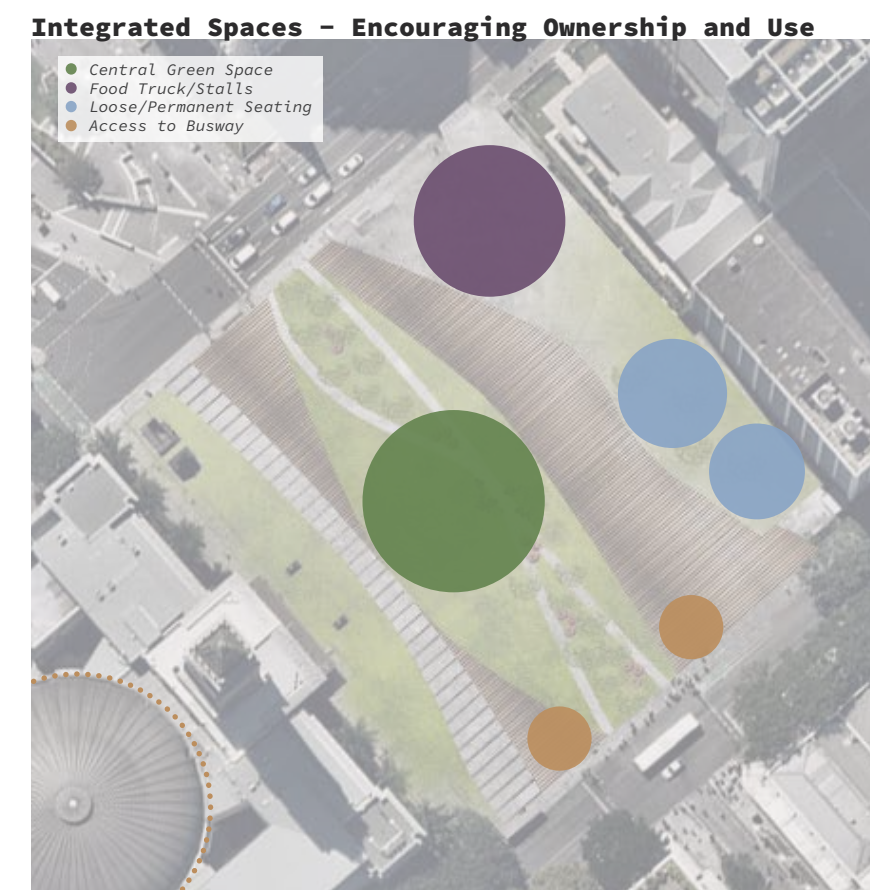 Integrated Spaces – Encouraging Ownership and Use
Central Green Space
Food Truck/Stalls
Loose/Permanent Seating
Access to Busway